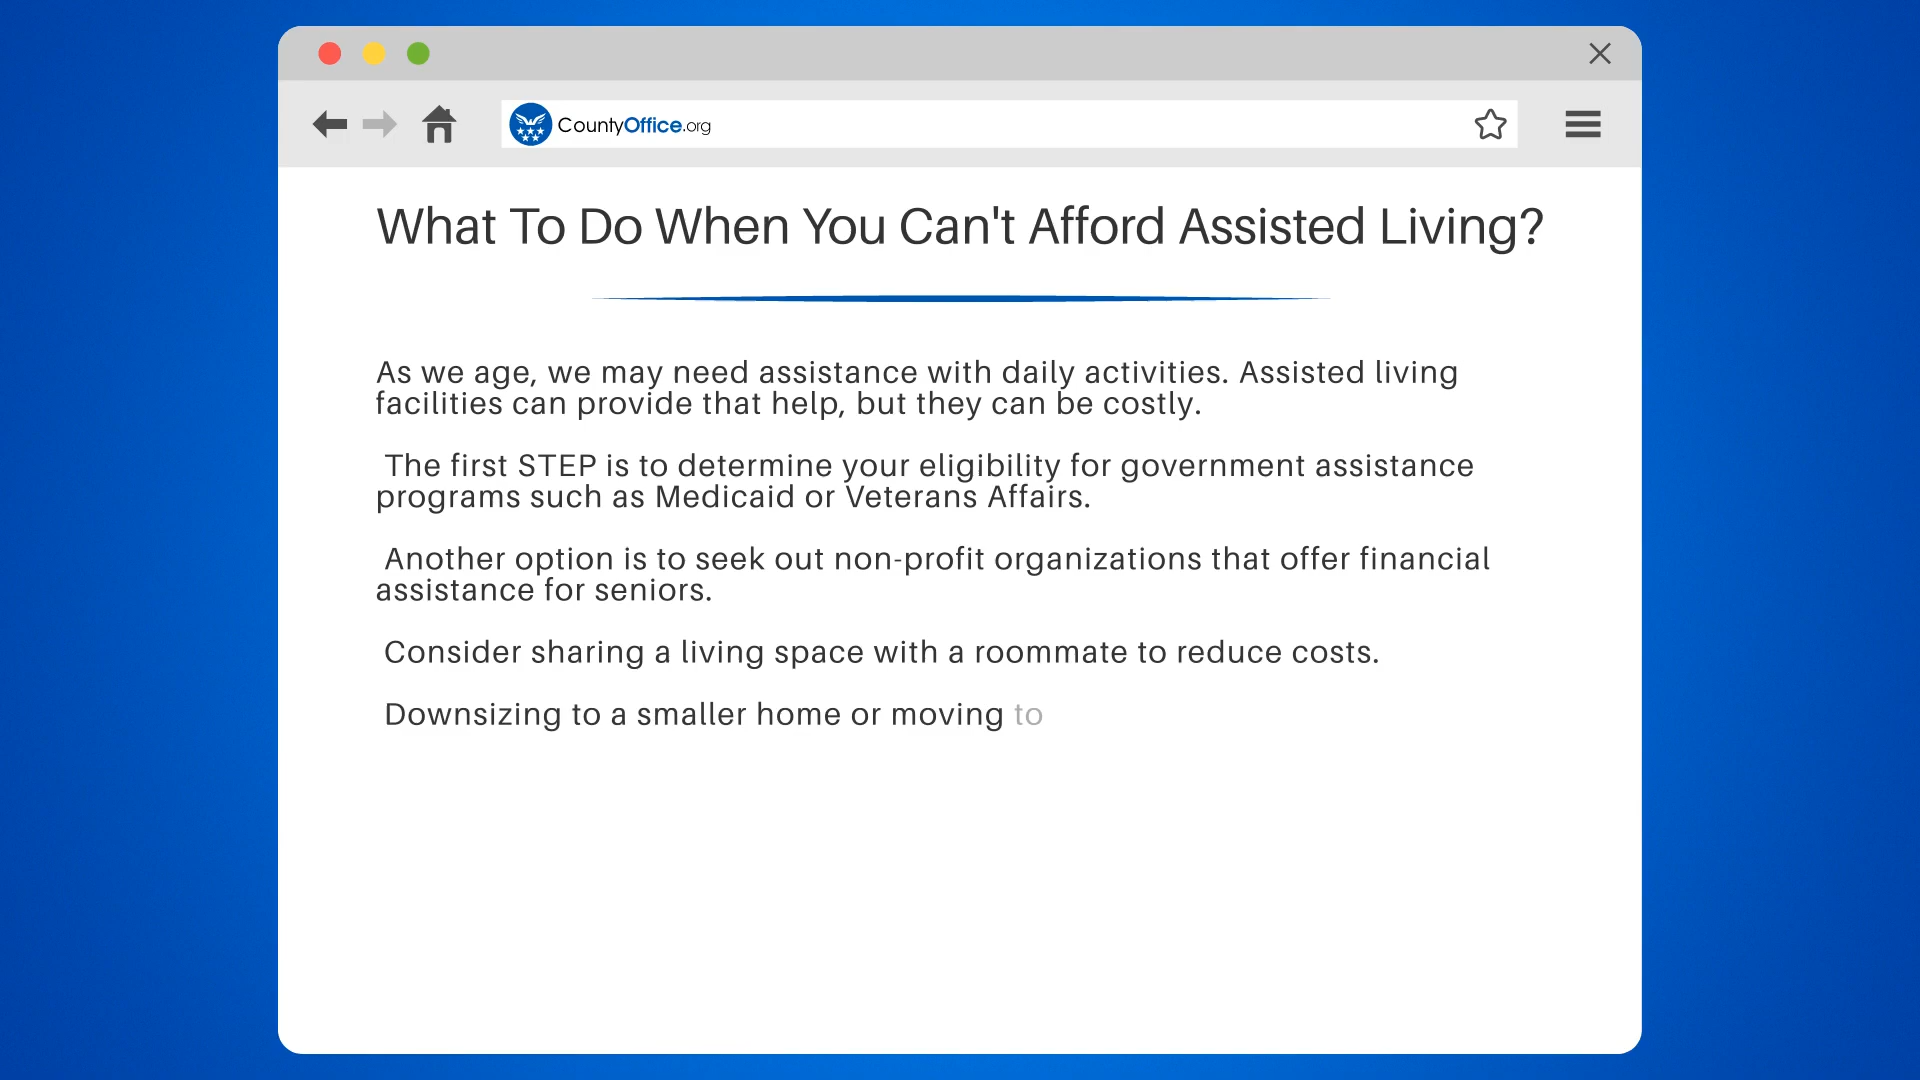 CountyOffice.org
What To Do When You Can't Afford Assisted Living?
As we age, we may need assistance with daily activities. Assisted living
facilities can provide that help, but they can be costly.
The first STEP is to determine your eligibility for government assistance
programs such as Medicaid or Veterans Affairs.
Another option is to seek out non-profit organizations that offer financial
assistance for seniors.
Consider sharing a living space with a roommate to reduce costs.
Downsizing to a smaller home or moving to